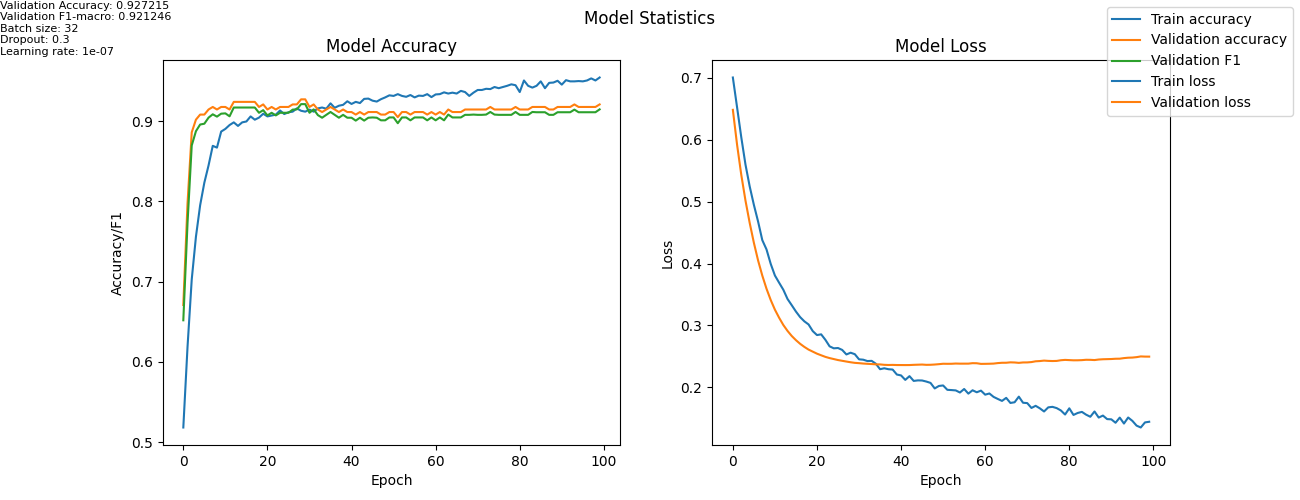 Validation Accuracy: 0.927215
Validation F1-macro: 0.921246
Batch size: 32
Dropout: 0.3
Learning rate: 1e-07
Model Statistics
Train accuracy
Validation accuracy
Validation F1
Train loss
Validation loss
Model Accuracy
Accuracy/F1
0.9
0.8
0.7
0.6
0.5
0 20 40 60 80 100
Epoch
Model Loss
Loss
0.7
0.6
0.5
0.4
0.3
0.2
0 20 40 60 80 100
Epoch